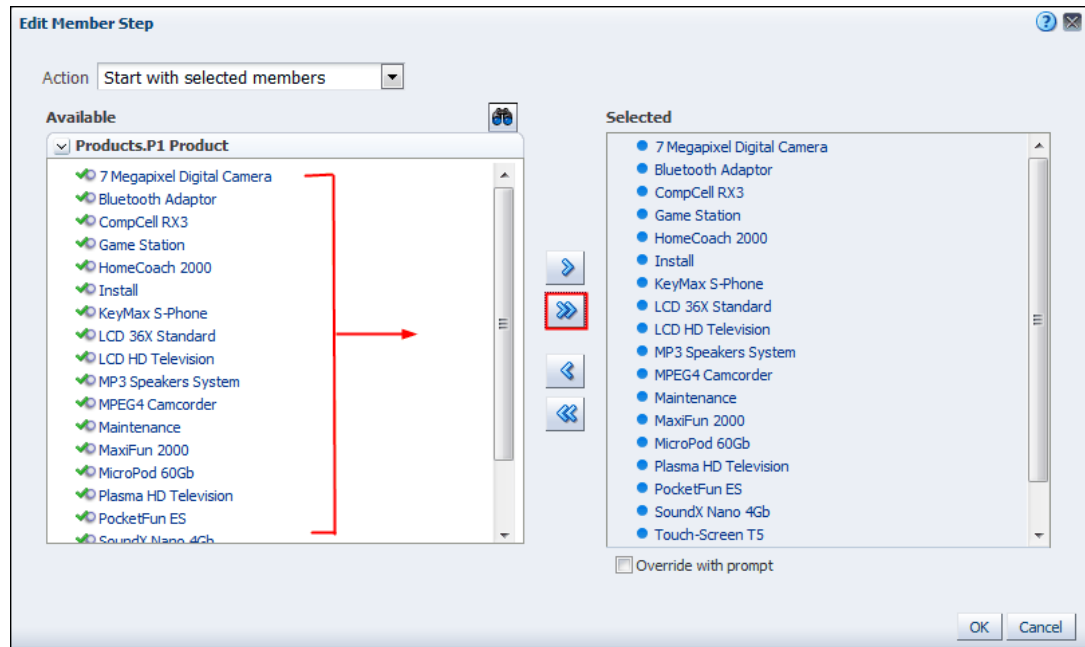 Edit Member Step
Action Start with selected members
Available
Products.P1 Product
7 Megapixel Digital Camera
Bluetooth Adaptor
CompCell RX3
Game Station
HomeCoach 2000
Install
KeyMax S-Phone
LCD 36X Standard
LCD HD Television
MP3 Speakers System
MPEG4 Camcorder
Maintenance
MaxiFun 2000
MicroPod 60Gb
Plasma HD Television
PocketFun ES
SoundX Nano 4Gb
Selected
7 Megapixel Digital Camera
Bluetooth Adaptor
CompCell RX3
Game Station
HomeCoach 2000
Install
KeyMax S-Phone
LCD 36X Standard
LCD HD Television
MP3 Speakers System
MPEG4 Camcorder
Maintenance
MaxiFun 2000
MicroPod 60Gb
Plasma HD Television
PocketFun ES
SoundX Nano 4Gb
Touch-Screen T5
Override with prompt
OK Cancel